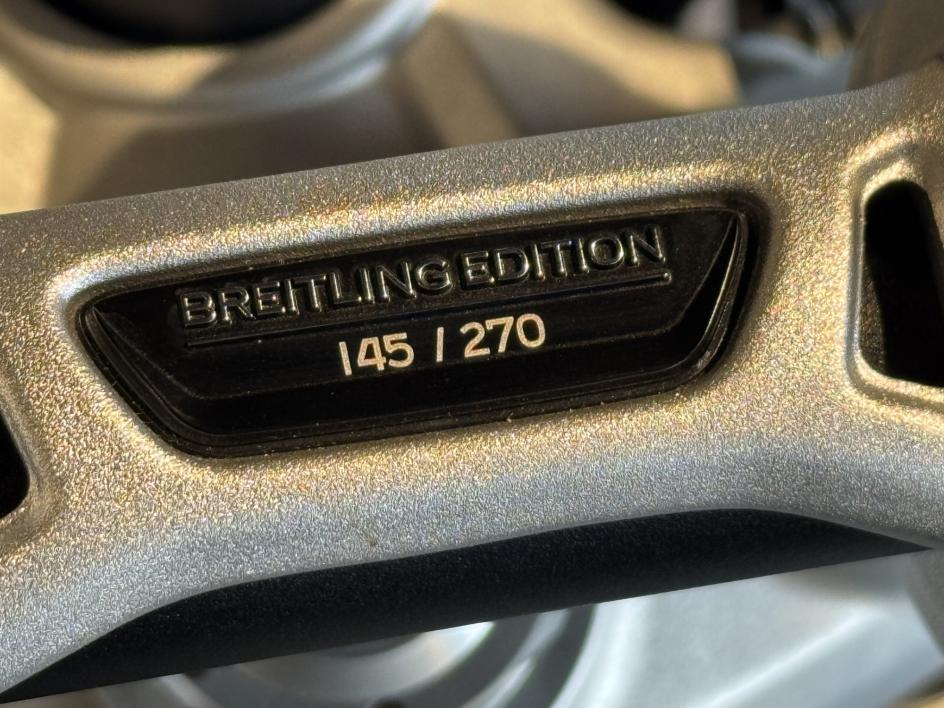 BREITLING EDITION
145 / 270